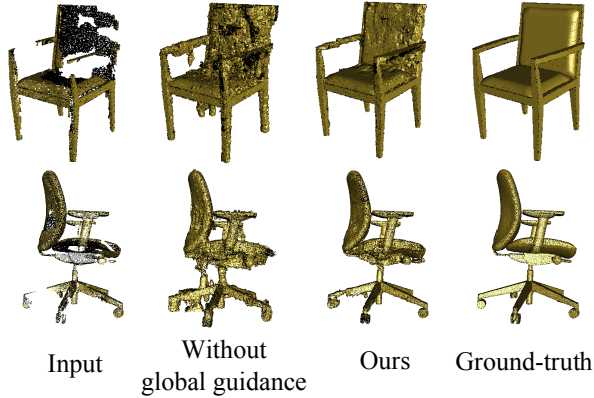 Input
Without
global guidance
Ours
Ground-truth